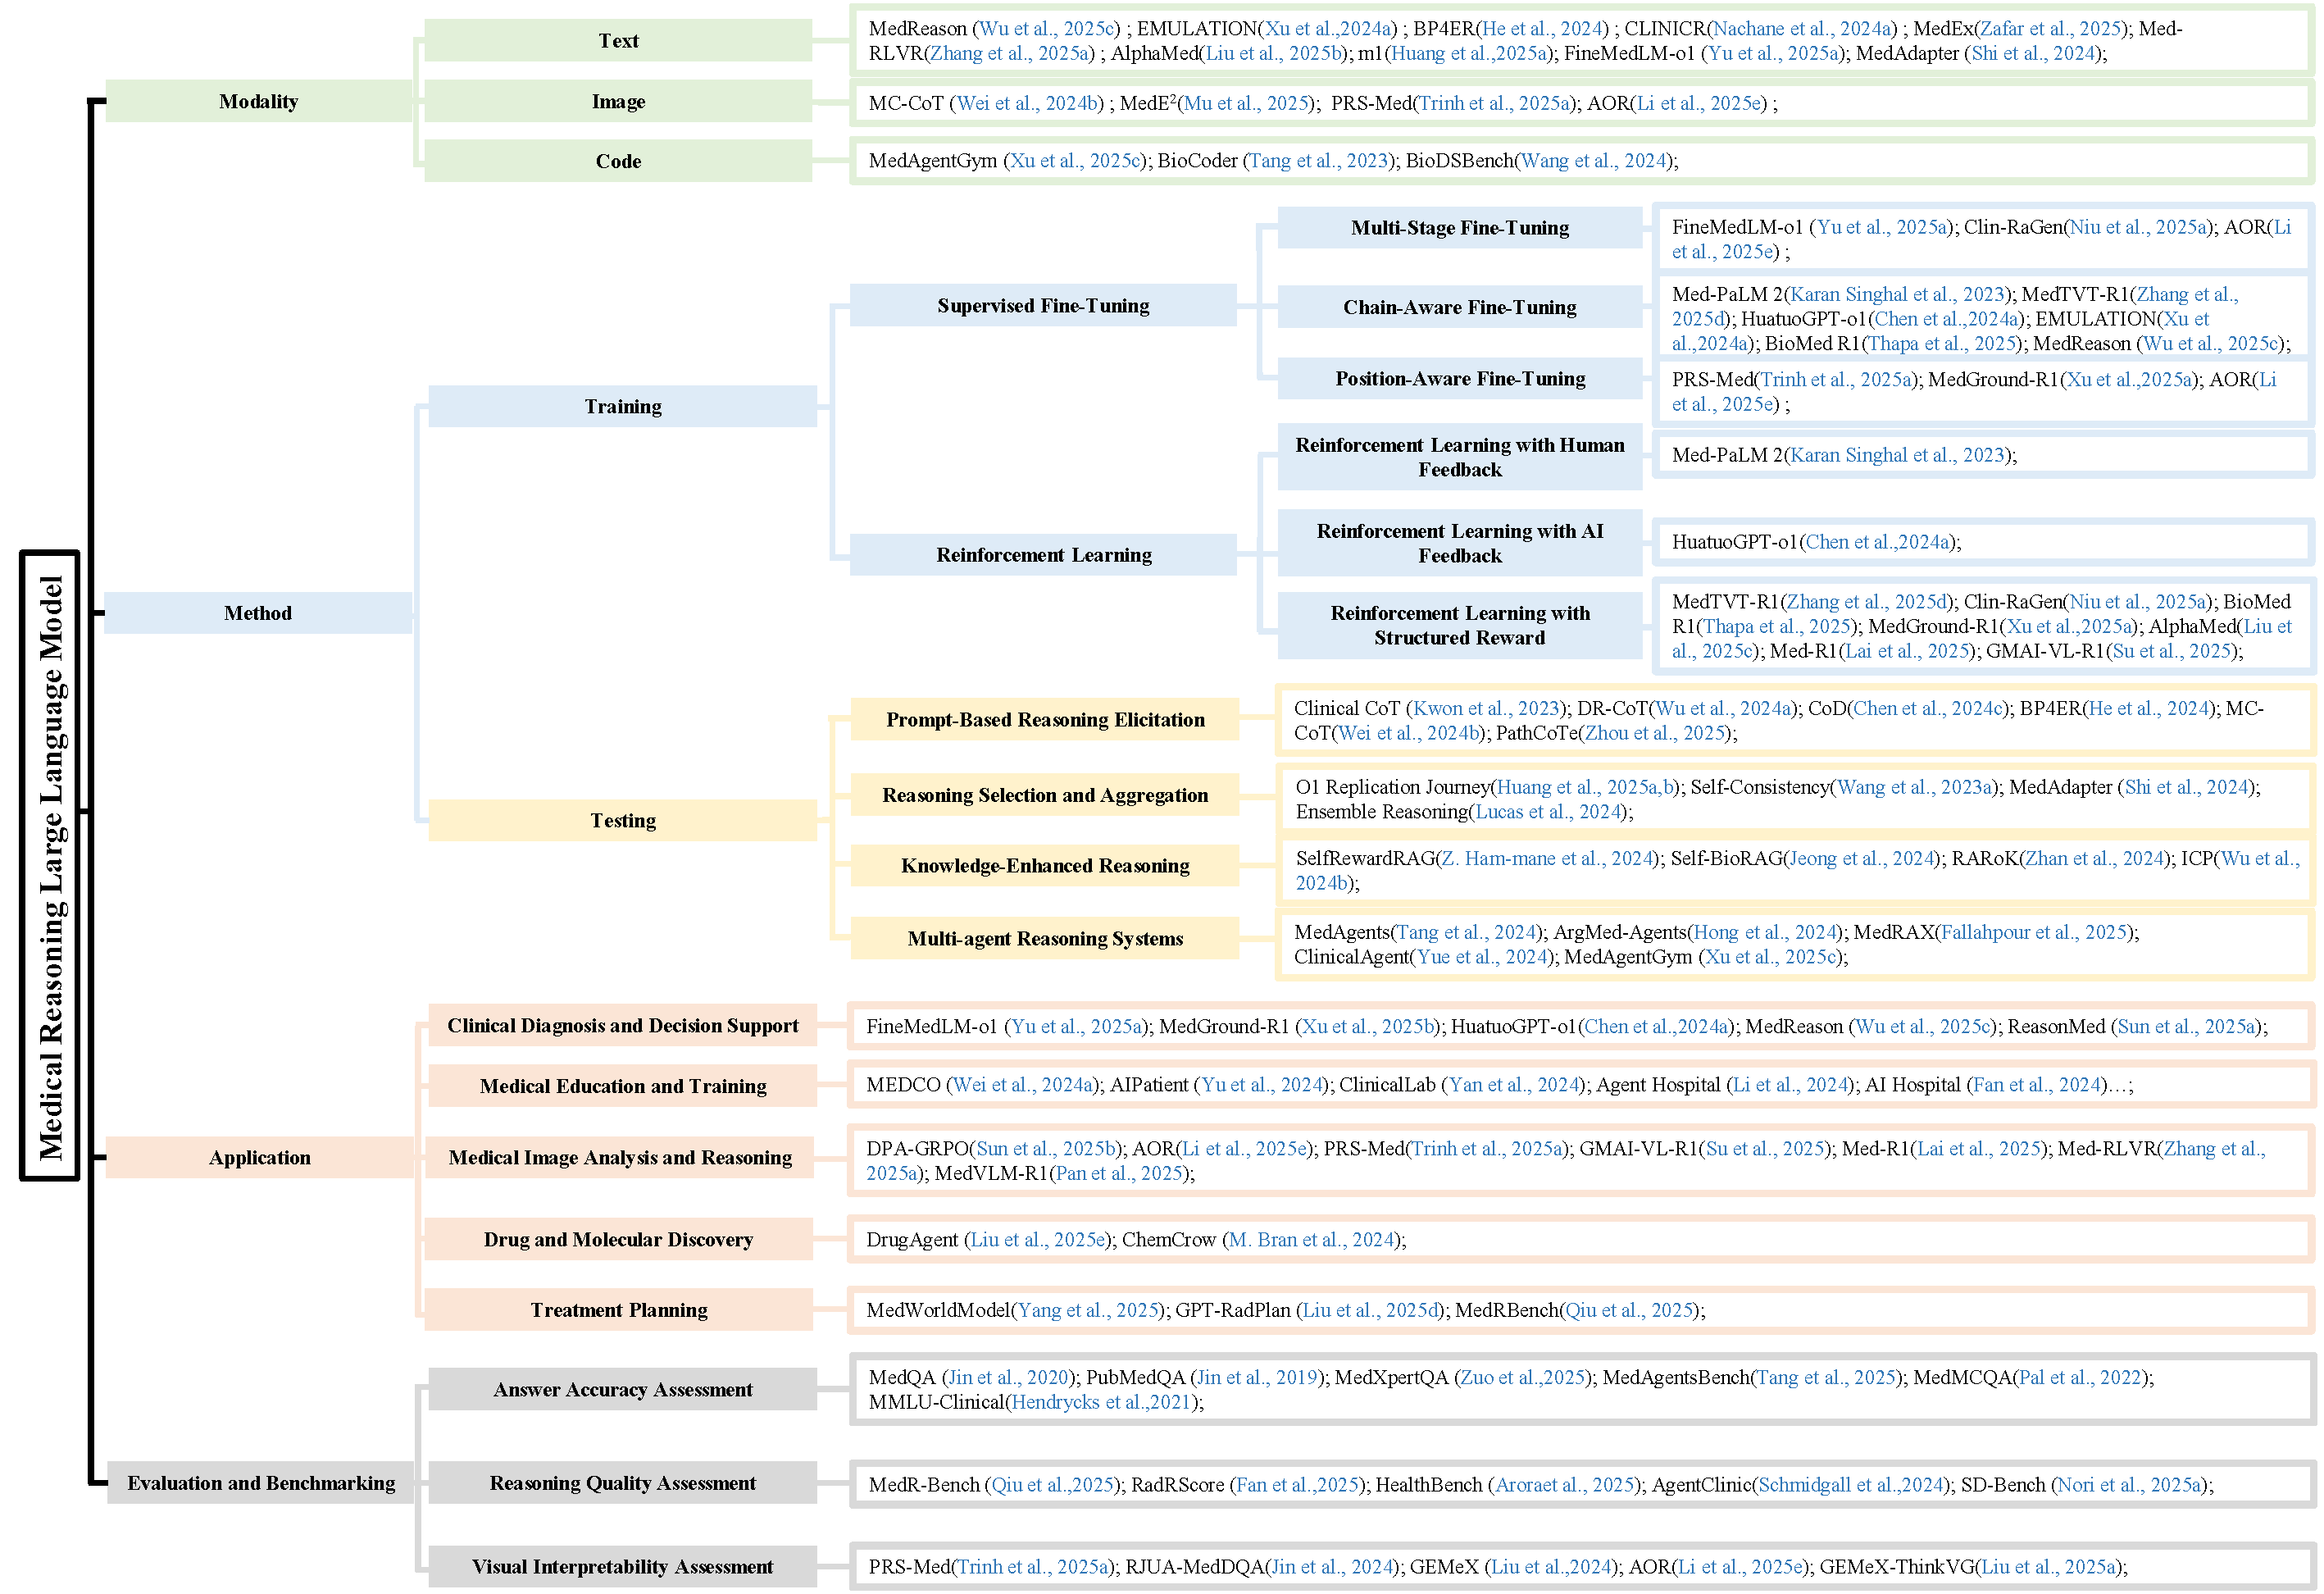 Medical Reasoning Large Language Model
Modality
Text
MedReason (Wu et al., 2025c) ; EMULATION(Xu et al.,2024a) ; BP4ER(He et al., 2024) ; CLINICR(Nachane et al., 2024a) ; MedEx(Zafar et al., 2025); Med-
RLVR(Zhang et al., 2025a) ; AlphaMed(Liu et al., 2025b); m1(Huang et al.,2025a); FineMedLM-o1 (Yu et al., 2025a); MedAdapter (Shi et al., 2024);
Image
MC-CoT (Wei et al., 2024b) ; MedE²(Mu et al., 2025); PRS-Med(Trinh et al., 2025a); AOR(Li et al., 2025e) ;
Code
MedAgentGym (Xu et al., 2025c); BioCoder (Tang et al., 2023); BioDSBench(Wang et al., 2024);
Method
Training
Supervised Fine-Tuning
Multi-Stage Fine-Tuning
FineMedLM-o1 (Yu et al., 2025a); Clin-RaGen(Niu et al., 2025a); AOR(Li
et al., 2025e) ;
Chain-Aware Fine-Tuning
Med-PaLM 2(Karan Singhal et al., 2023); MedTVT-R1(Zhang et al.,
2025d); HuatuoGPT-o1(Chen et al.,2024a); EMULATION(Xu et
al.,2024a); BioMed R1(Thapa et al., 2025); MedReason (Wu et al., 2025c);
Position-Aware Fine-Tuning
PRS-Med(Trinh et al., 2025a); MedGround-R1(Xu et al.,2025a); AOR(Li
et al., 2025e) ;
Reinforcement Learning
Reinforcement Learning with Human
Feedback
Med-PaLM 2(Karan Singhal et al., 2023);
Reinforcement Learning with AI
Feedback
HuatuoGPT-o1(Chen et al.,2024a);
Reinforcement Learning with
Structured Reward
MedTVT-R1(Zhang et al., 2025d); Clin-RaGen(Niu et al., 2025a); BioMed
R1(Thapa et al., 2025); MedGround-R1(Xu et al.,2025a); AlphaMed(Liu et
al., 2025c); Med-R1(Lai et al., 2025); GMAI-VL-R1(Su et al., 2025);
Testing
Prompt-Based Reasoning Elicitation
Clinical CoT (Kwon et al., 2023); DR-CoT(Wu et al., 2024a); CoD(Chen et al., 2024c); BP4ER(He et al., 2024); MC-
CoT(Wei et al., 2024b); PathCoTe(Zhou et al., 2025);
Reasoning Selection and Aggregation
O1 Replication Journey(Huang et al., 2025a,b); Self-Consistency(Wang et al., 2023a); MedAdapter (Shi et al., 2024);
Ensemble Reasoning(Lucas et al., 2024);
Knowledge-Enhanced Reasoning
SelfRewardRAG(Z. Ham-mane et al., 2024); Self-BioRAG(Jeong et al., 2024); RARoK(Zhan et al., 2024); ICP(Wu et al.,
2024b);
Multi-agent Reasoning Systems
MedAgents(Tang et al., 2024); ArgMed-Agents(Hong et al., 2024); MedRAX(Fallahpour et al., 2025);
ClinicalAgent(Yue et al., 2024); MedAgentGym (Xu et al., 2025c);
Application
Clinical Diagnosis and Decision Support
FineMedLM-o1 (Yu et al., 2025a); MedGround-R1 (Xu et al., 2025b); HuatuoGPT-o1(Chen et al.,2024a); MedReason (Wu et al., 2025c); ReasonMed (Sun et al., 2025a);
Medical Education and Training
MEDCO (Wei et al., 2024a); AIPatient (Yu et al., 2024); ClinicalLab (Yan et al., 2024); Agent Hospital (Li et al., 2024); AI Hospital (Fan et al., 2024)…;
Medical Image Analysis and Reasoning
DPA-GRPO(Sun et al., 2025b); AOR(Li et al., 2025e); PRS-Med(Trinh et al., 2025a); GMAI-VL-R1(Su et al., 2025); Med-R1(Lai et al., 2025); Med-RLVR(Zhang et al.,
2025a); MedVLM-R1(Pan et al., 2025);
Drug and Molecular Discovery
DrugAgent (Liu et al., 2025e); ChemCrow (M. Bran et al., 2024);
Treatment Planning
MedWorldModel(Yang et al., 2025); GPT-RadPlan (Liu et al., 2025d); MedRBench(Qiu et al., 2025);
Evaluation and Benchmarking
Answer Accuracy Assessment
MedQA (Jin et al., 2020); PubMedQA (Jin et al., 2019); MedXpertQA (Zuo et al.,2025); MedAgentsBench(Tang et al., 2025); MedMCQA(Pal et al., 2022);
MMLU-Clinical(Hendrycks et al.,2021);
Reasoning Quality Assessment
MedR-Bench (Qiu et al.,2025); RadRScore (Fan et al.,2025); HealthBench (Aroraet al., 2025); AgentClinic(Schmidgall et al.,2024); SD-Bench (Nori et al., 2025a);
Visual Interpretability Assessment
PRS-Med(Trinh et al., 2025a); RJUA-MedDQA(Jin et al., 2024); GEMeX (Liu et al.,2024); AOR(Li et al., 2025e); GEMeX-ThinkVG(Liu et al., 2025a);